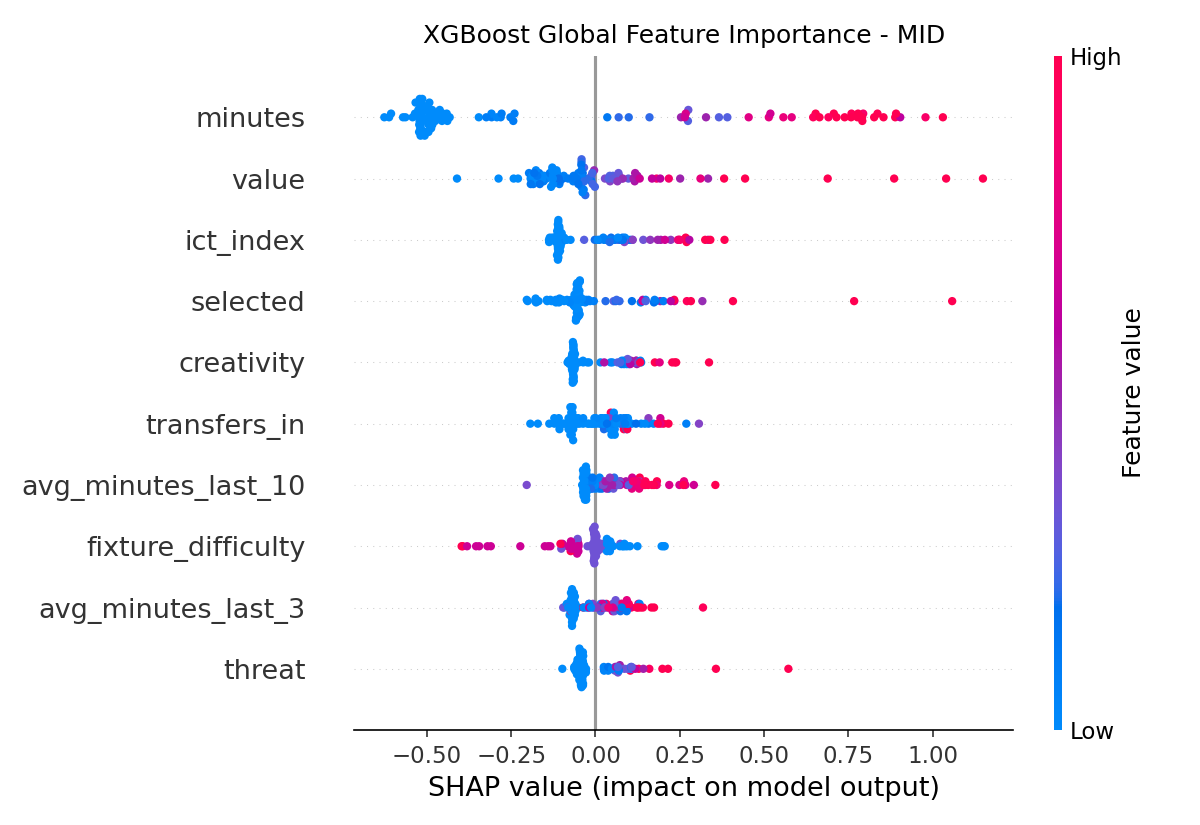 XGBoost Global Feature Importance - MID
High
minutes
value
ict_index
selected
creativity
transfers_in
avg_minutes_last_10
fixture_difficulty
avg_minutes_last_3
threat
Feature value
Low
−0.50 −0.25 0.00 0.25 0.50 0.75 1.00
SHAP value (impact on model output)